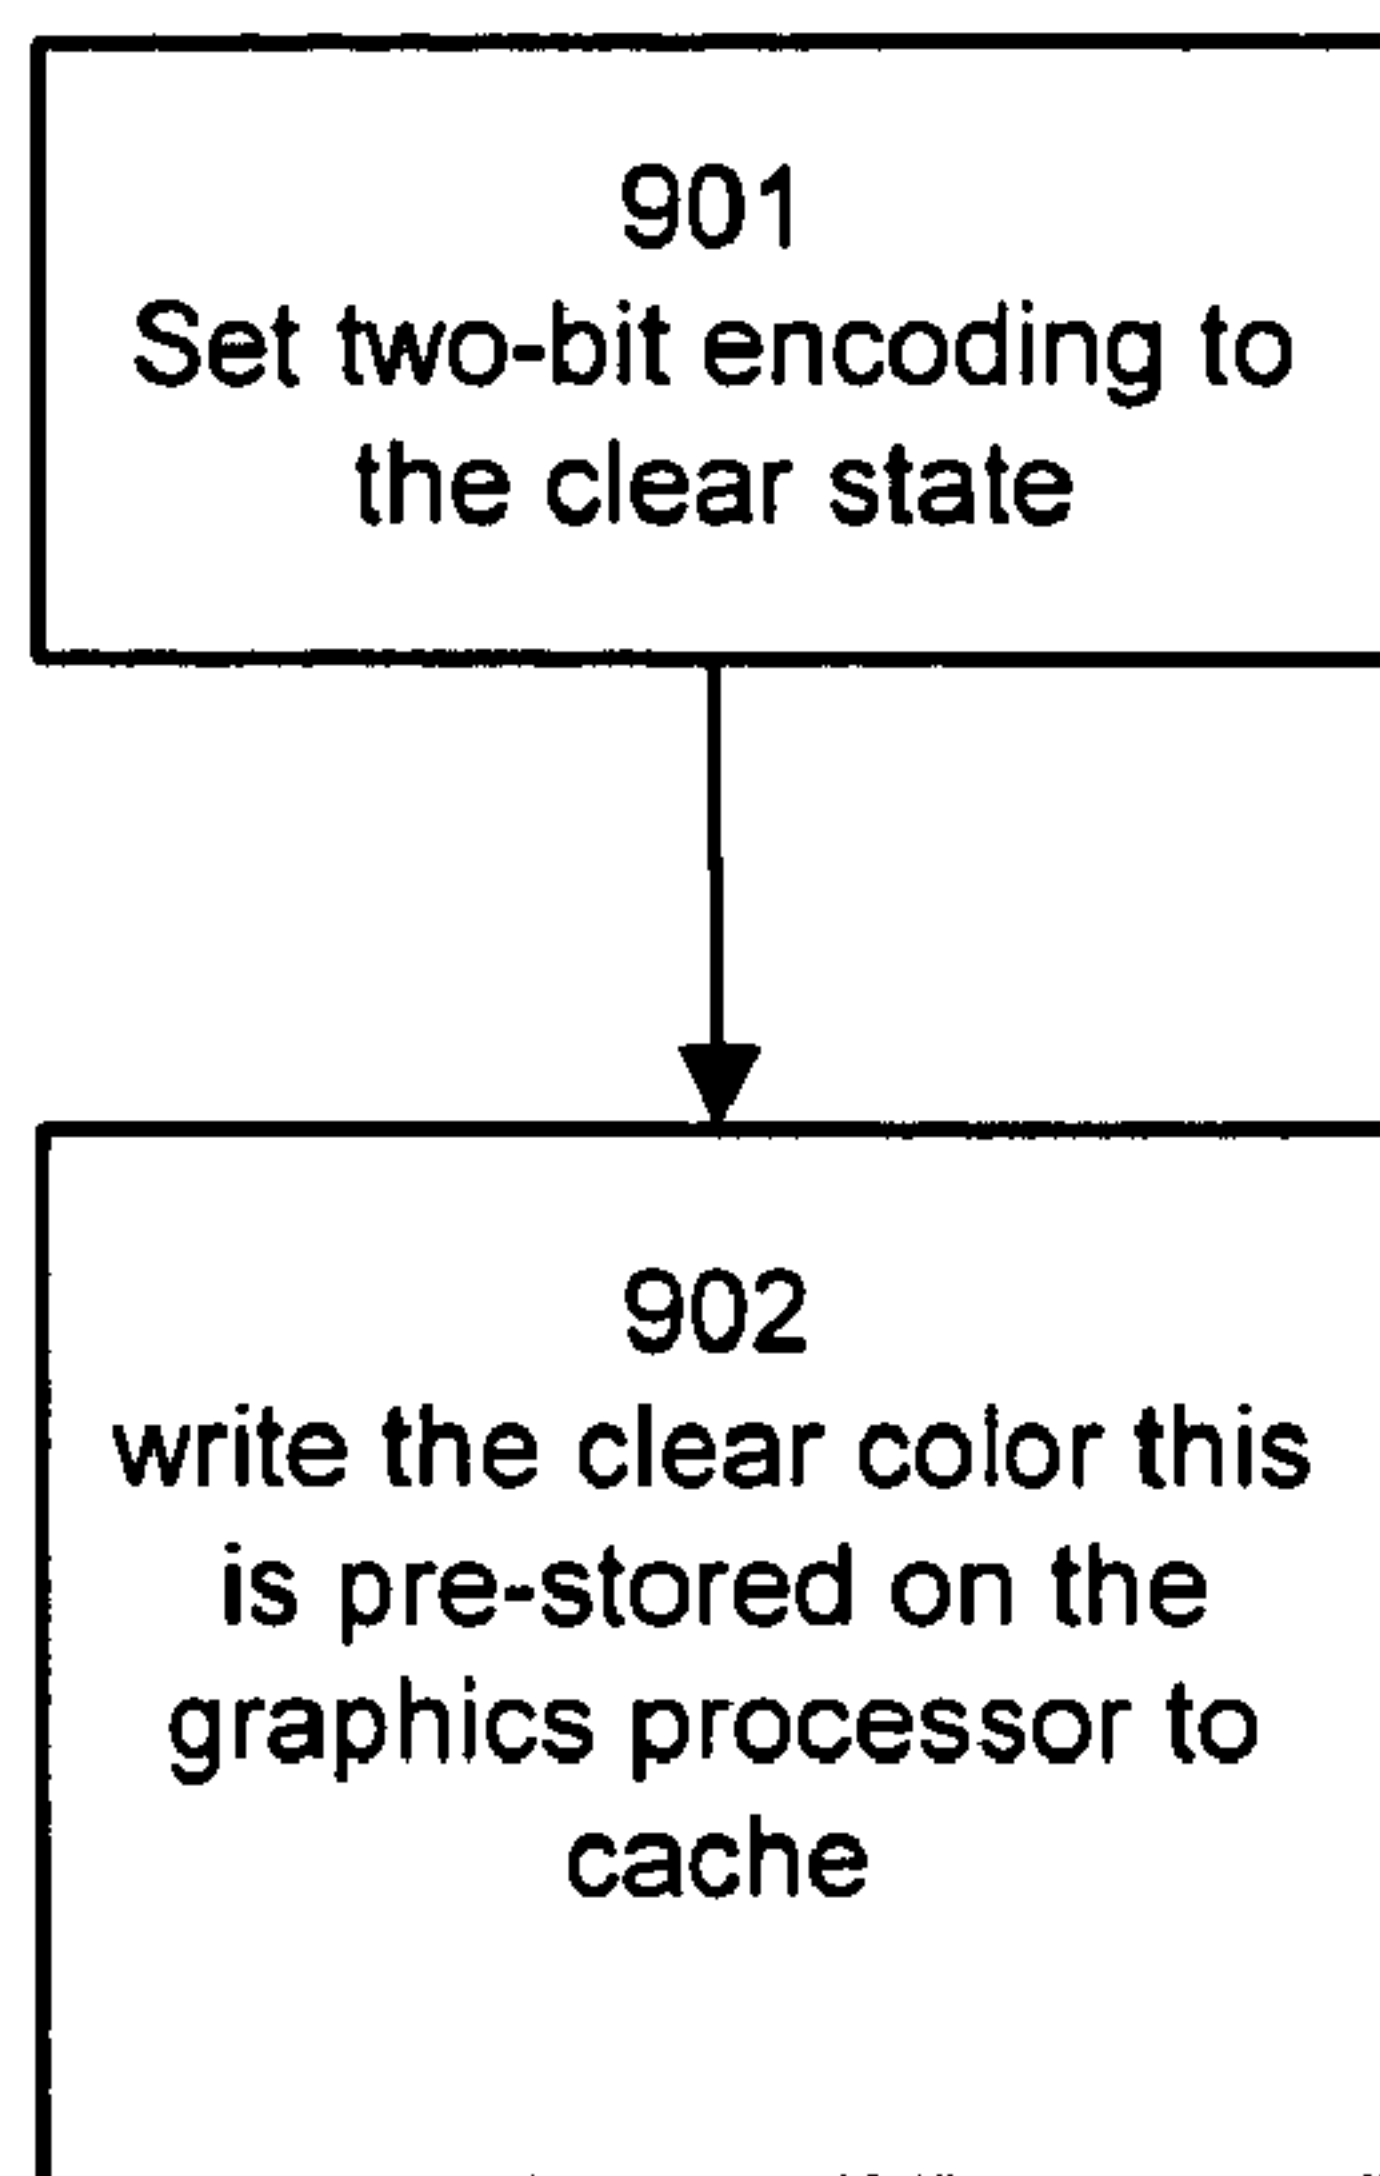 901
Set two-bit encoding to
the clear state
902
write the clear color this
is pre-stored on the
graphics processor to
cache